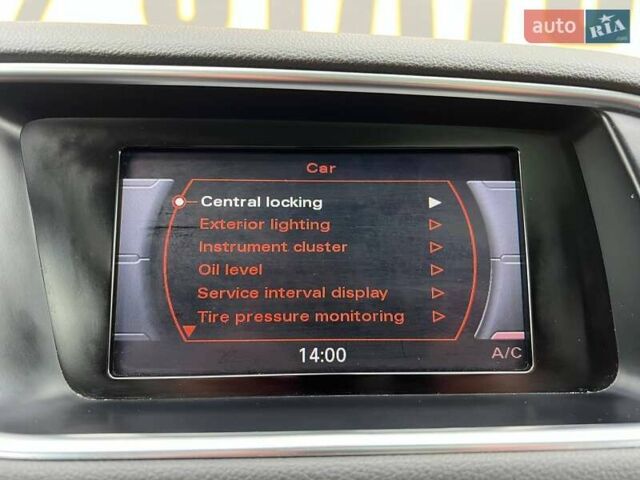 auto RIA.com
Car
Central locking
Exterior lighting
Instrument cluster
Oil level
Service interval display
Tire pressure monitoring
14:00
A/C